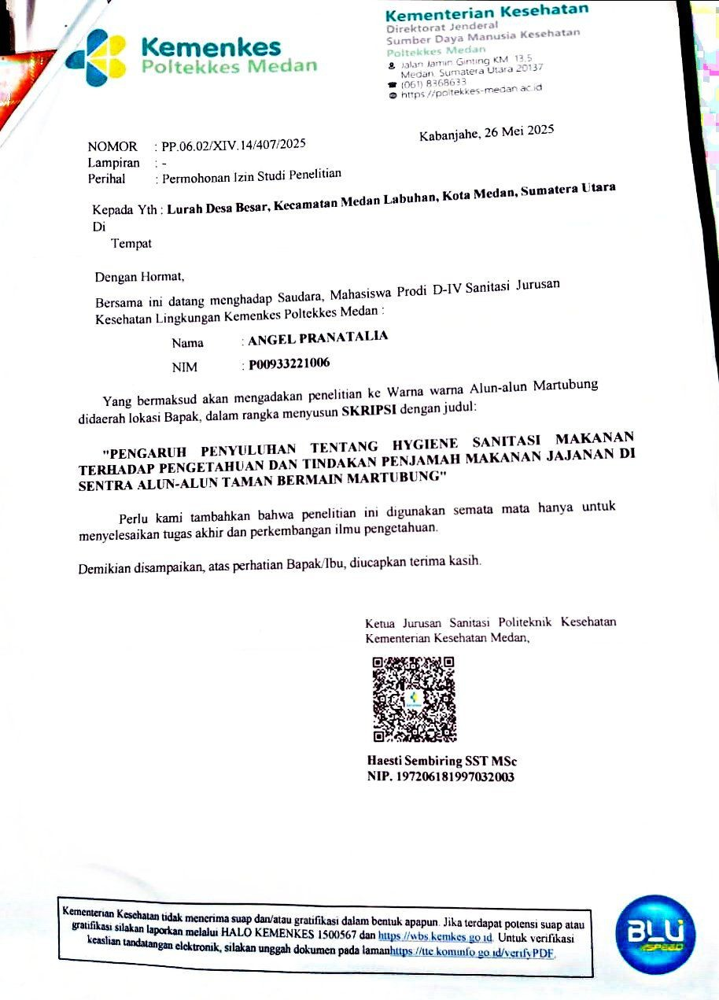 Kemenkes
Poltekkes Medan
Kementerian Kesehatan
Direktorat Jenderal
Sumber Daya Manusia Kesehatan
Poltekkes Medan
Jalan Jamin Ginting KM. 13,5
Medan, Sumatera Utara 20137
(061) 8368633
https://poltekkes-medan.ac.id
NOMOR : PP.06.02/XIV.14/407/2025
Kabanjahe, 26 Mei 2025
Lampiran : -
Perihal : Permohonan Izin Studi Penelitian
Kepada Yth : Lurah Desa Besar, Kecamatan Medan Labuhan, Kota Medan, Sumatera Utara
Di
Tempat
Dengan Hormat,
Bersama ini datang menghadap Saudara, Mahasiswa Prodi D-IV Sanitasi Jurusan
Kesehatan Lingkungan Kemenkes Poltekkes Medan :
Nama : ANGEL PRANATALIA
NIM : P00933221006
Yang bermaksud akan mengadakan penelitian ke Warna warna Alun-alun Martubung
didaerah lokasi Bapak, dalam rangka menyusun SKRIPSI dengan judul:
"PENGARUH PENYULUHAN TENTANG HYGIENE SANITASI MAKANAN
TERHADAP PENGETAHUAN DAN TINDAKAN PENJAMAH MAKANAN JAJANAN DI
SENTRA ALUN-ALUN TAMAN BERMAIN MARTUBUNG"
Perlu kami tambahkan bahwa penelitian ini digunakan semata mata hanya untuk
menyelesaikan tugas akhir dan perkembangan ilmu pengetahuan.
Demikian disampaikan, atas perhatian Bapak/Ibu, diucapkan terima kasih.
Ketua Jurusan Sanitasi Politeknik Kesehatan
Kementerian Kesehatan Medan,
Haesti Sembiring SST MSc
NIP. 197206181997032003
Kementerian Kesehatan tidak menerima suap dan/atau gratifikasi dalam bentuk apapun. Jika terdapat potensi suap atau
gratifikasi silakan laporkan melalui HALO KEMENKES 1500567 dan https://wbs.kemkes.go.id. Untuk verifikasi
keaslian tandatangan elektronik, silakan unggah dokumen pada lamanhttps://tte.kominfo.go.id/verifyPDF.
BLU
SPEED